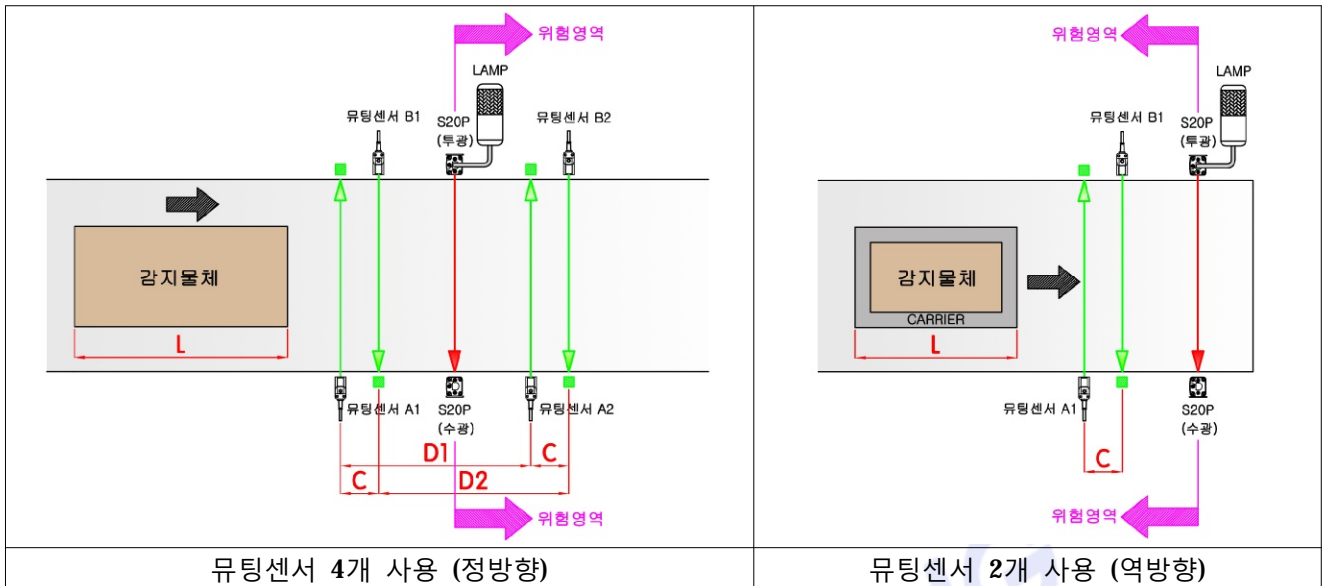 위험영역
LAMP
뮤팅센서 B1
S20P
(투광)
뮤팅센서 B2
감지물체
L
뮤팅센서 A1
S20P
(수광)
뮤팅센서 A2
D1
C
C
D2
위험영역
뮤팅센서 4개 사용 (정방향)
위험영역
LAMP
뮤팅센서 B1
S20P
(투광)
감지물체
CARRIER
L
뮤팅센서 A1
S20P
(수광)
C
위험영역
뮤팅센서 2개 사용 (역방향)